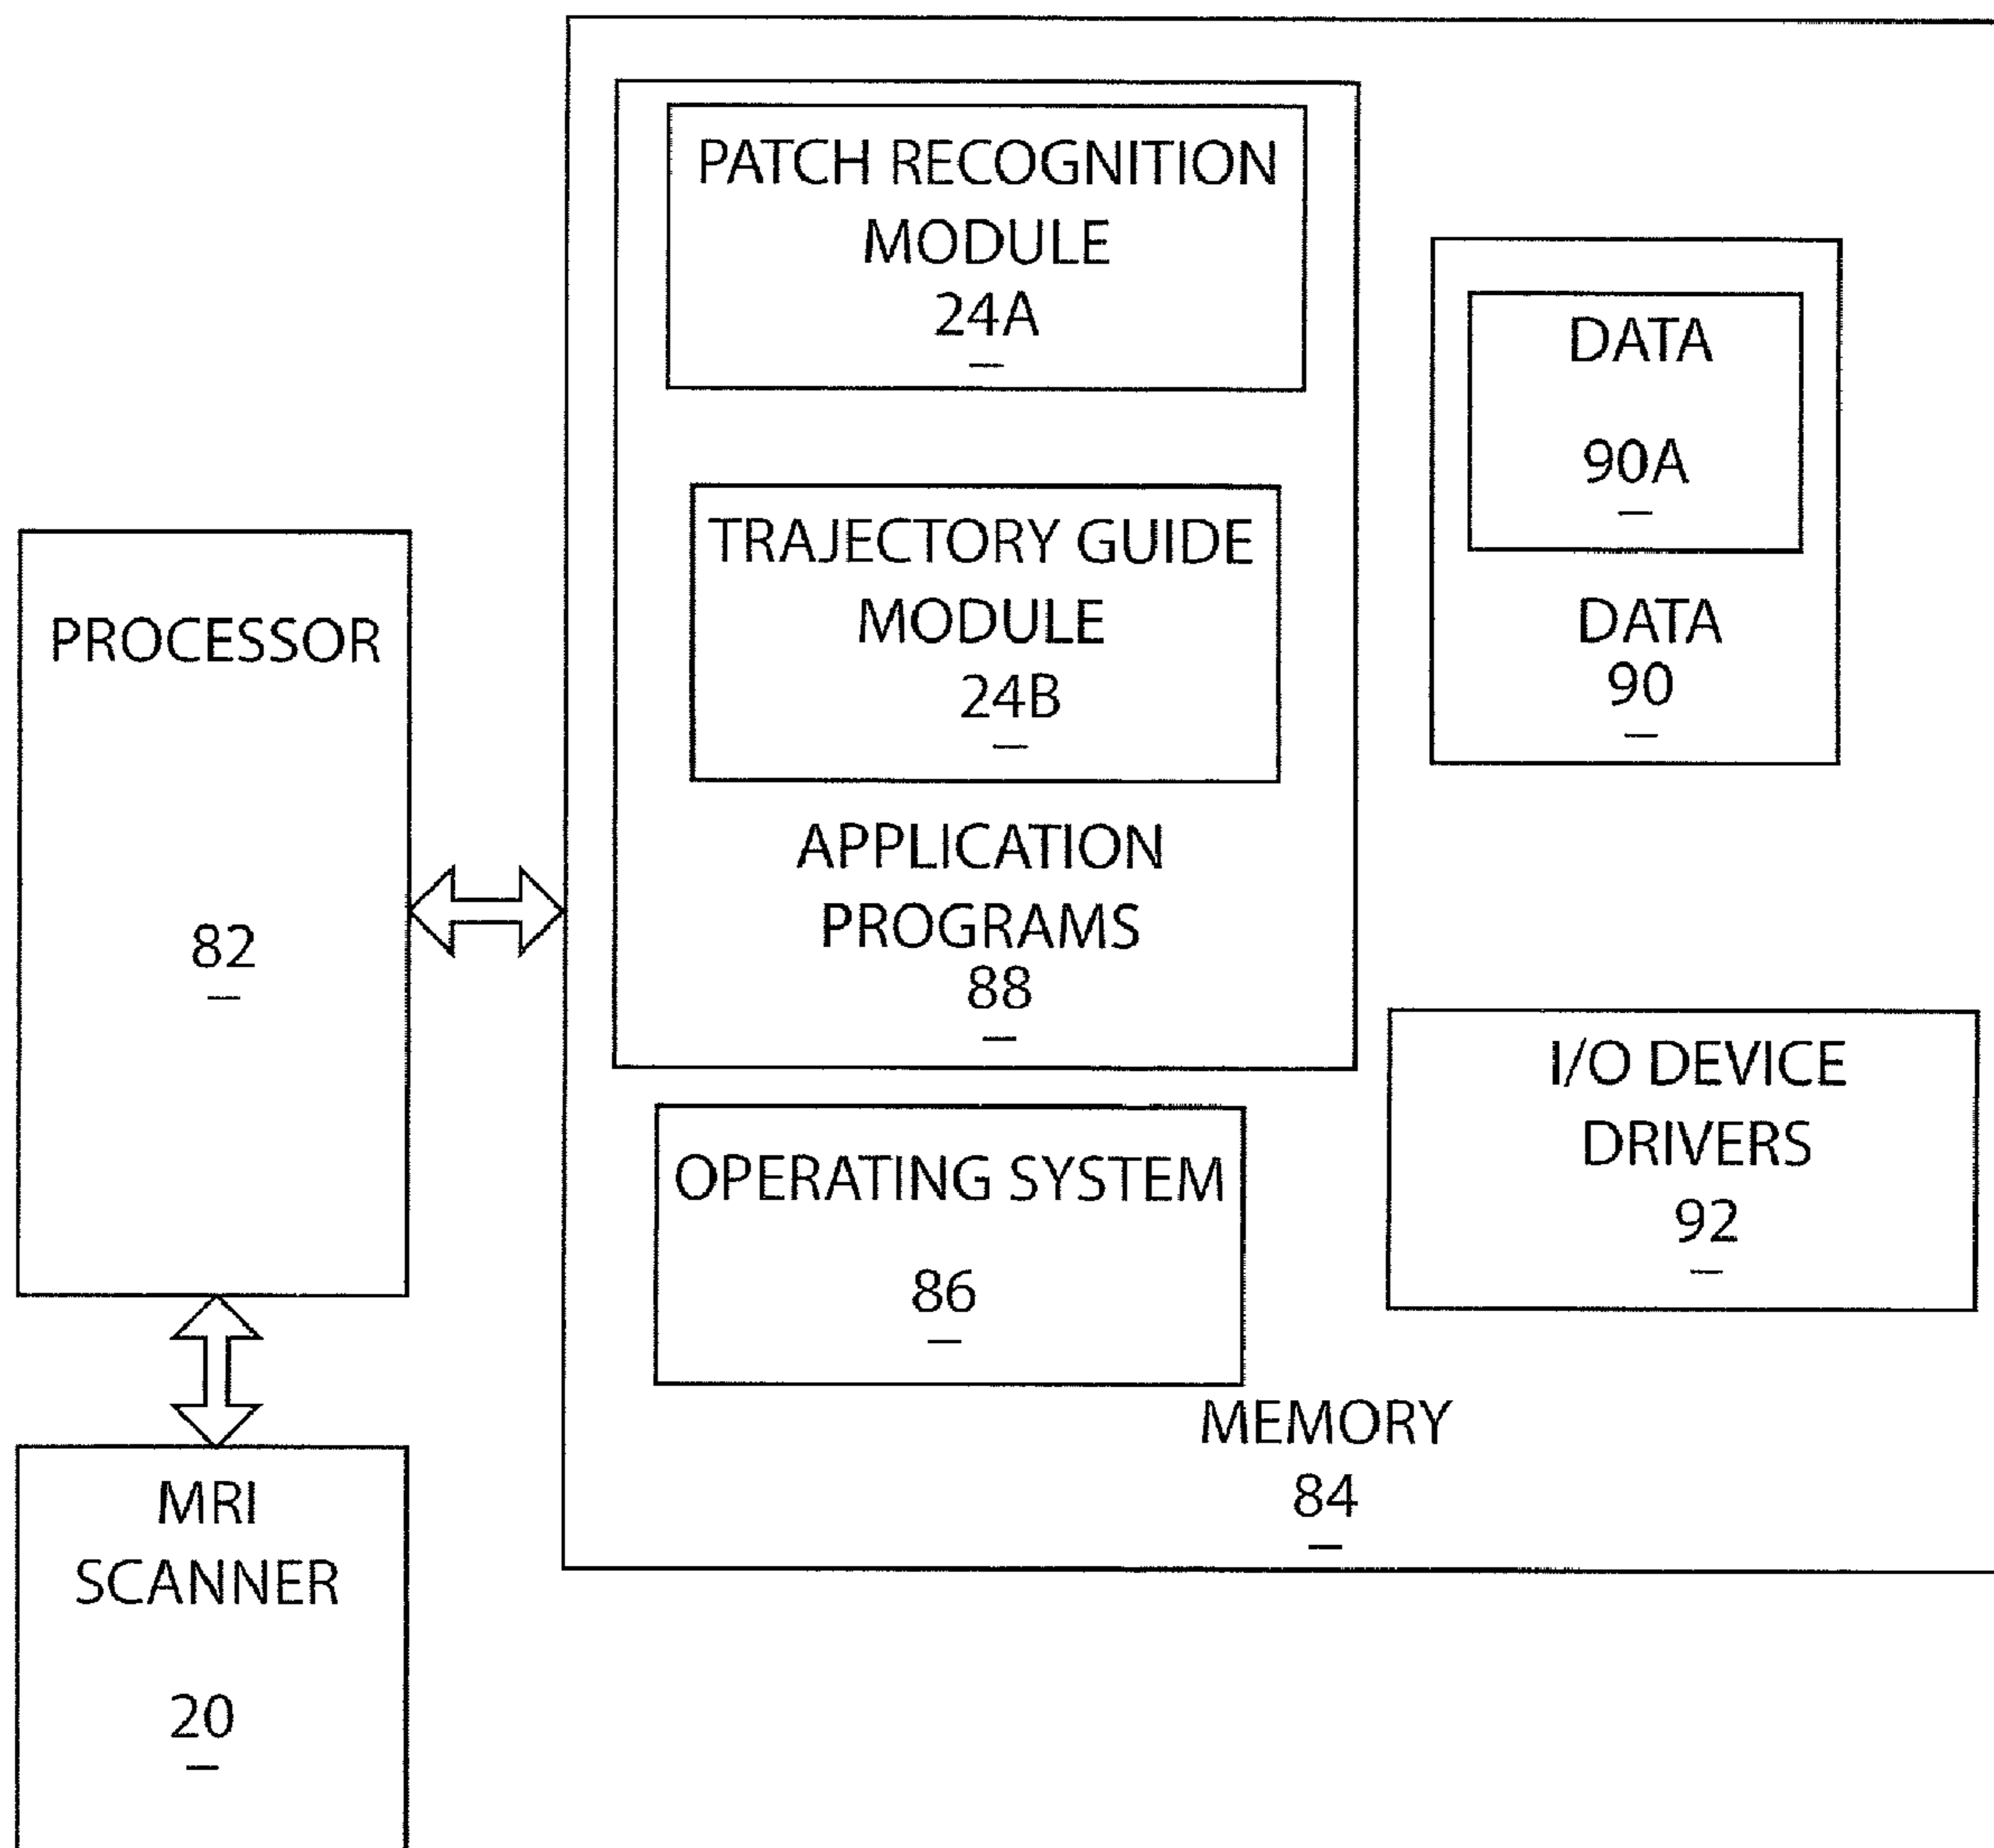 PATCH RECOGNITION
MODULE
24A
TRAJECTORY GUIDE
MODULE
24B
APPLICATION
PROGRAMS
88
DATA
90A
DATA
90
PROCESSOR
82
OPERATING SYSTEM
86
I/O DEVICE
DRIVERS
92
MEMORY
84
MRI
SCANNER
20